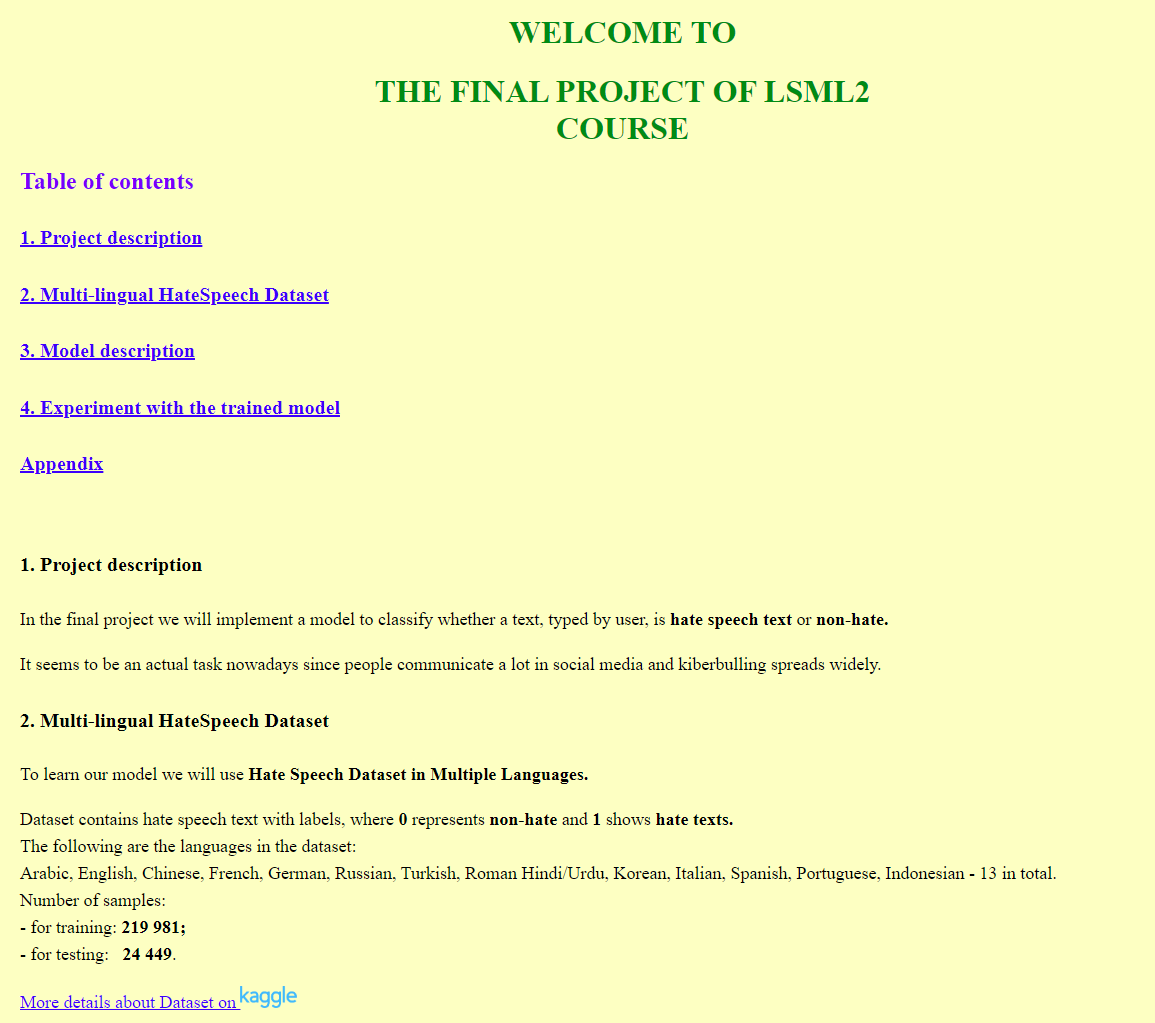 WELCOME TO
THE FINAL PROJECT OF LSML2
COURSE
Table of contents
1. Project description
2. Multi-lingual HateSpeech Dataset
3. Model description
4. Experiment with the trained model
Appendix
1. Project description
In the final project we will implement a model to classify whether a text, typed by user, is hate speech text or non-hate.
It seems to be an actual task nowadays since people communicate a lot in social media and kiberbulling spreads widely.
2. Multi-lingual HateSpeech Dataset
To learn our model we will use Hate Speech Dataset in Multiple Languages.
Dataset contains hate speech text with labels, where 0 represents non-hate and 1 shows hate texts.
The following are the languages in the dataset:
Arabic, English, Chinese, French, German, Russian, Turkish, Roman Hindi/Urdu, Korean, Italian, Spanish, Portuguese, Indonesian - 13 in total.
Number of samples:
- for training: 219 981;
- for testing: 24 449.
More details about Dataset on kaggle